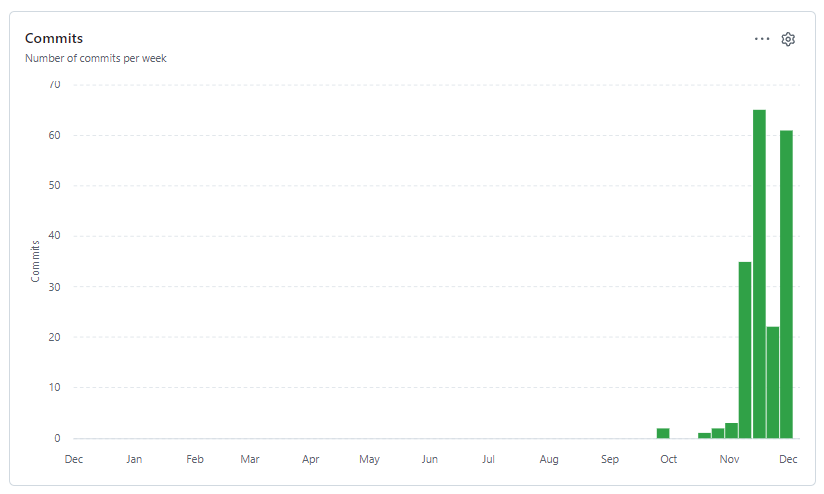 Commits
Number of commits per week
70
60
50
40
30
20
10
0
Commits
Dec Jan Feb Mar Apr May Jun Jul Aug Sep Oct Nov Dec